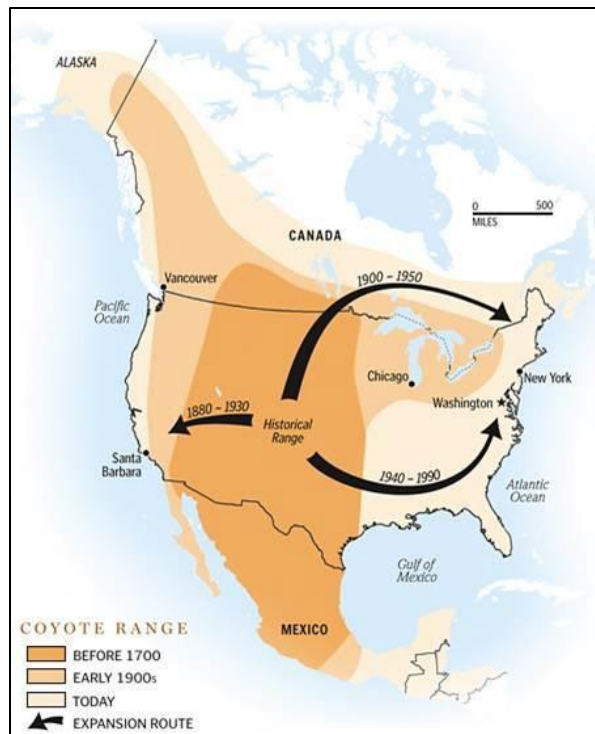 ALASKA
0 500
MILES
CANADA
1900 – 1950
Vancouver
Pacific
Ocean
Chicago
New York
Washington
1880 – 1930
Historical
Range
Santa
Barbara
1940 – 1990
Atlantic
Ocean
Gulf of
Mexico
MEXICO
COYOTE RANGE
BEFORE 1700
EARLY 1900s
TODAY
EXPANSION ROUTE